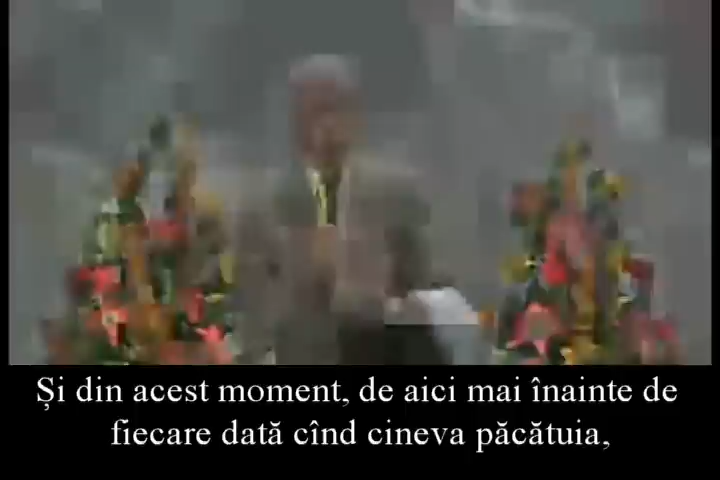 Și din acest moment, de aici mai înainte de
fiecare dată cînd cineva păcătuia,